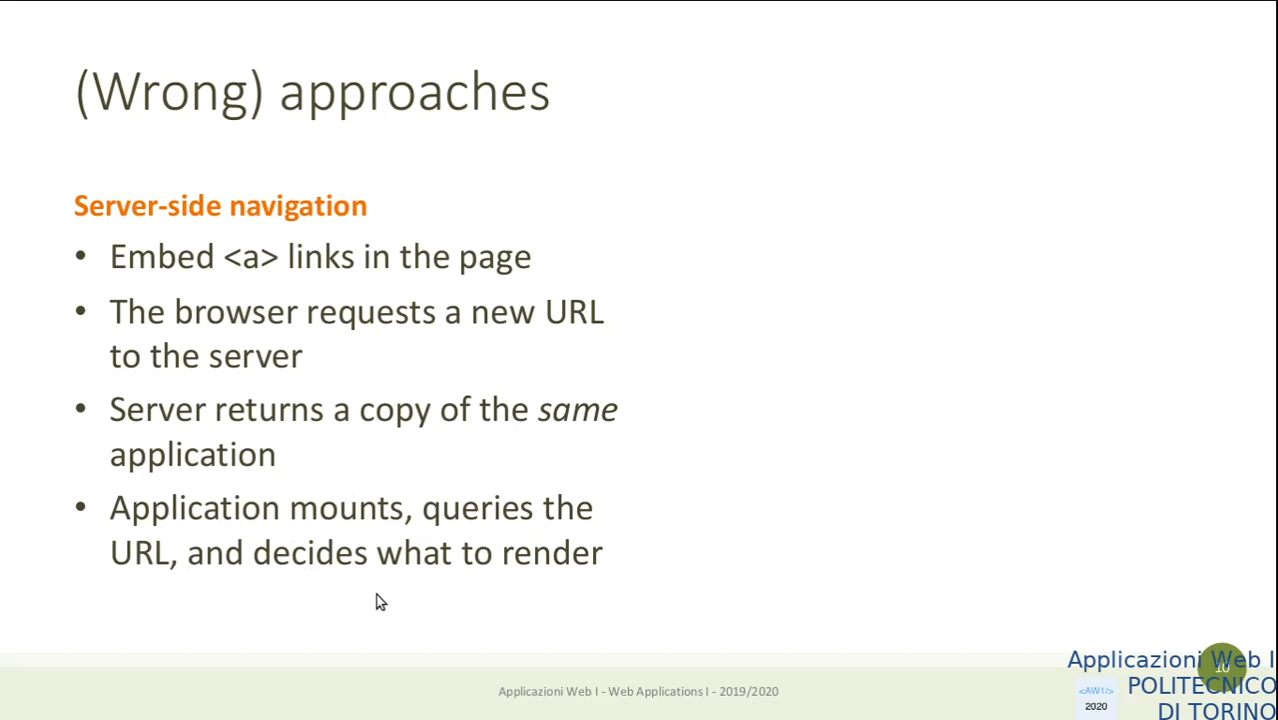 (Wrong) approaches
Server-side navigation
• Embed <a> links in the page
• The browser requests a new URL
to the server
• Server returns a copy of the same
application
• Application mounts, queries the
URL, and decides what to render
Applicazioni Web I - Web Applications I - 2019/2020
10
Applicazioni Web I
POLITECNICO
DI TORINO
<AW1/>
2020